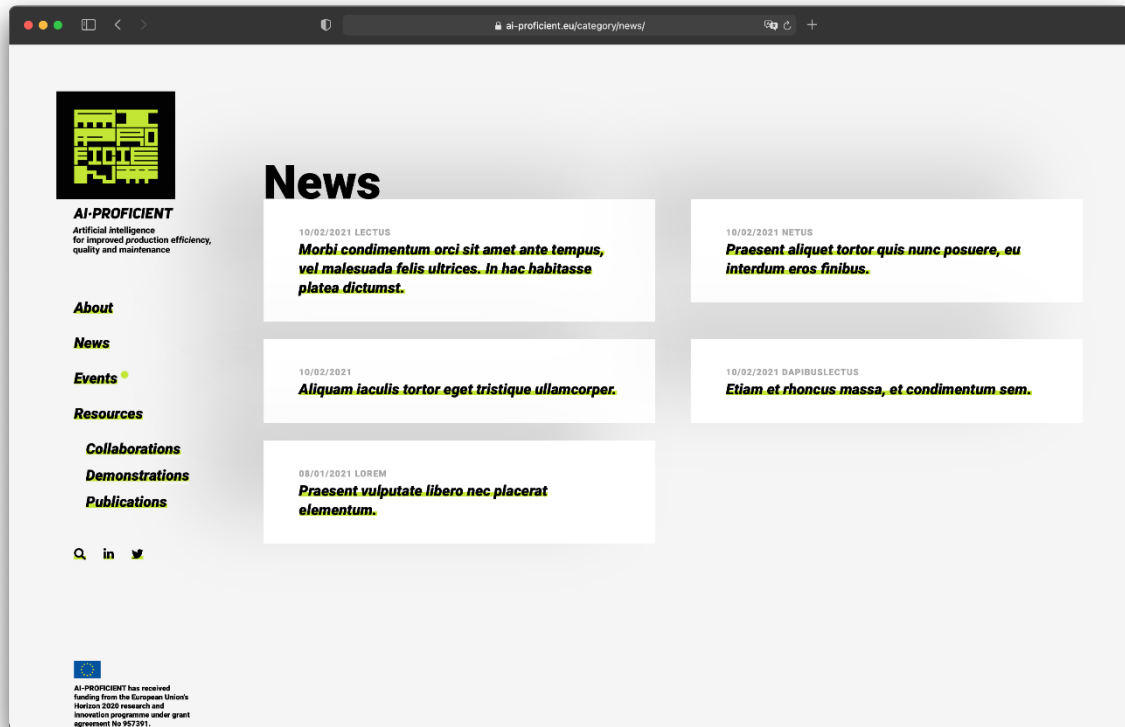 ai-proficient.eu/category/news/
AI
PRO
FICIE
NT
AI·PROFICIENT
Artificial intelligence
for improved production efficiency,
quality and maintenance
About
News
Events
Resources
Collaborations
Demonstrations
Publications
in
AI-PROFICIENT has received
funding from the European Union's
Horizon 2020 research and
innovation programme under grant
agreement No 957391.
News
10/02/2021 LECTUS
Morbi condimentum orci sit amet ante tempus,
vel malesuada felis ultrices. In hac habitasse
platea dictumst.
10/02/2021 NETUS
Praesent aliquet tortor quis nunc posuere, eu
interdum eros finibus.
10/02/2021
Aliquam iaculis tortor eget tristique ullamcorper.
10/02/2021 DAPIBUSLECTUS
Etiam et rhoncus massa, et condimentum sem.
08/01/2021 LOREM
Praesent vulputate libero nec placerat
elementum.